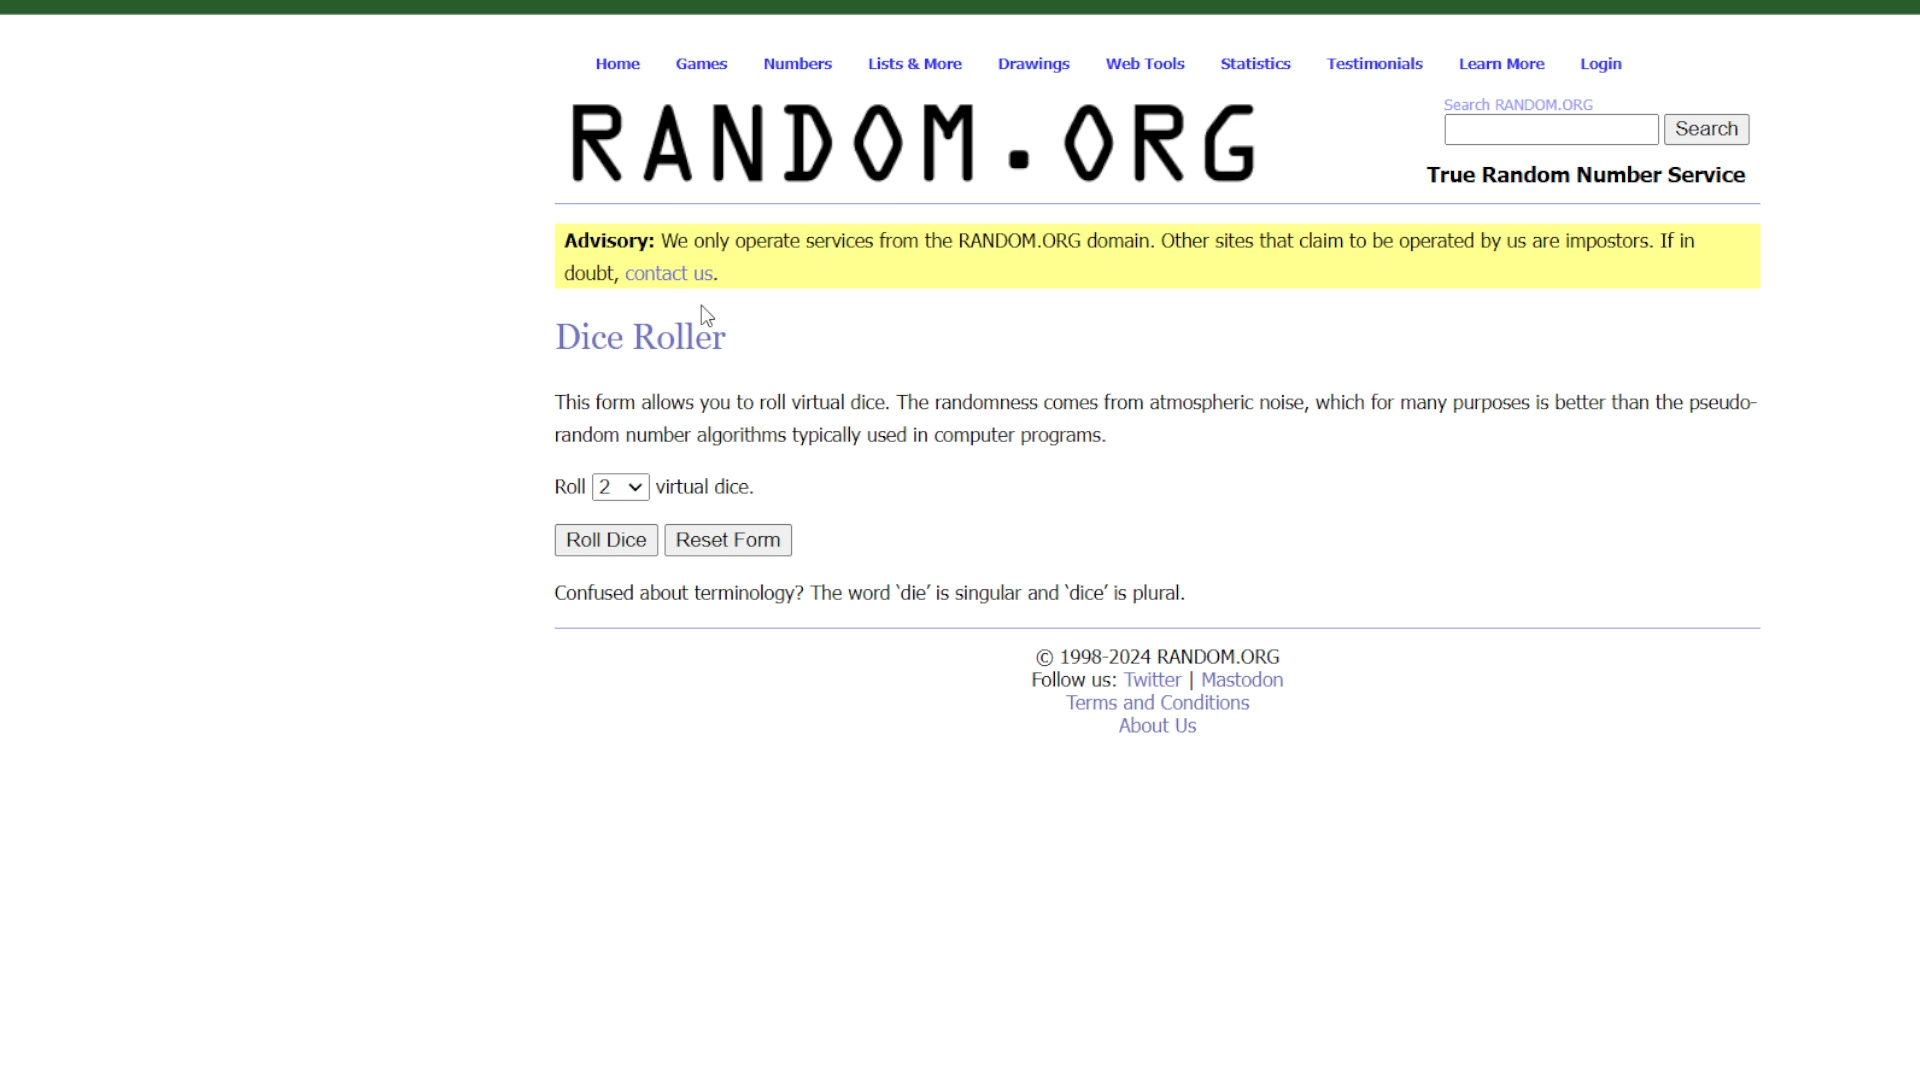 Home Games Numbers Lists & More Drawings Web Tools Statistics Testimonials Learn More Login
RANDOM.ORG
Search RANDOM.ORG
Search
True Random Number Service
Advisory: We only operate services from the RANDOM.ORG domain. Other sites that claim to be operated by us are impostors. If in
doubt, contact us.
Dice Roller
This form allows you to roll virtual dice. The randomness comes from atmospheric noise, which for many purposes is better than the pseudo-
random number algorithms typically used in computer programs.
Roll 2 virtual dice.
Roll Dice Reset Form
Confused about terminology? The word ‘die’ is singular and ‘dice’ is plural.
© 1998-2024 RANDOM.ORG
Follow us: Twitter | Mastodon
Terms and Conditions
About Us